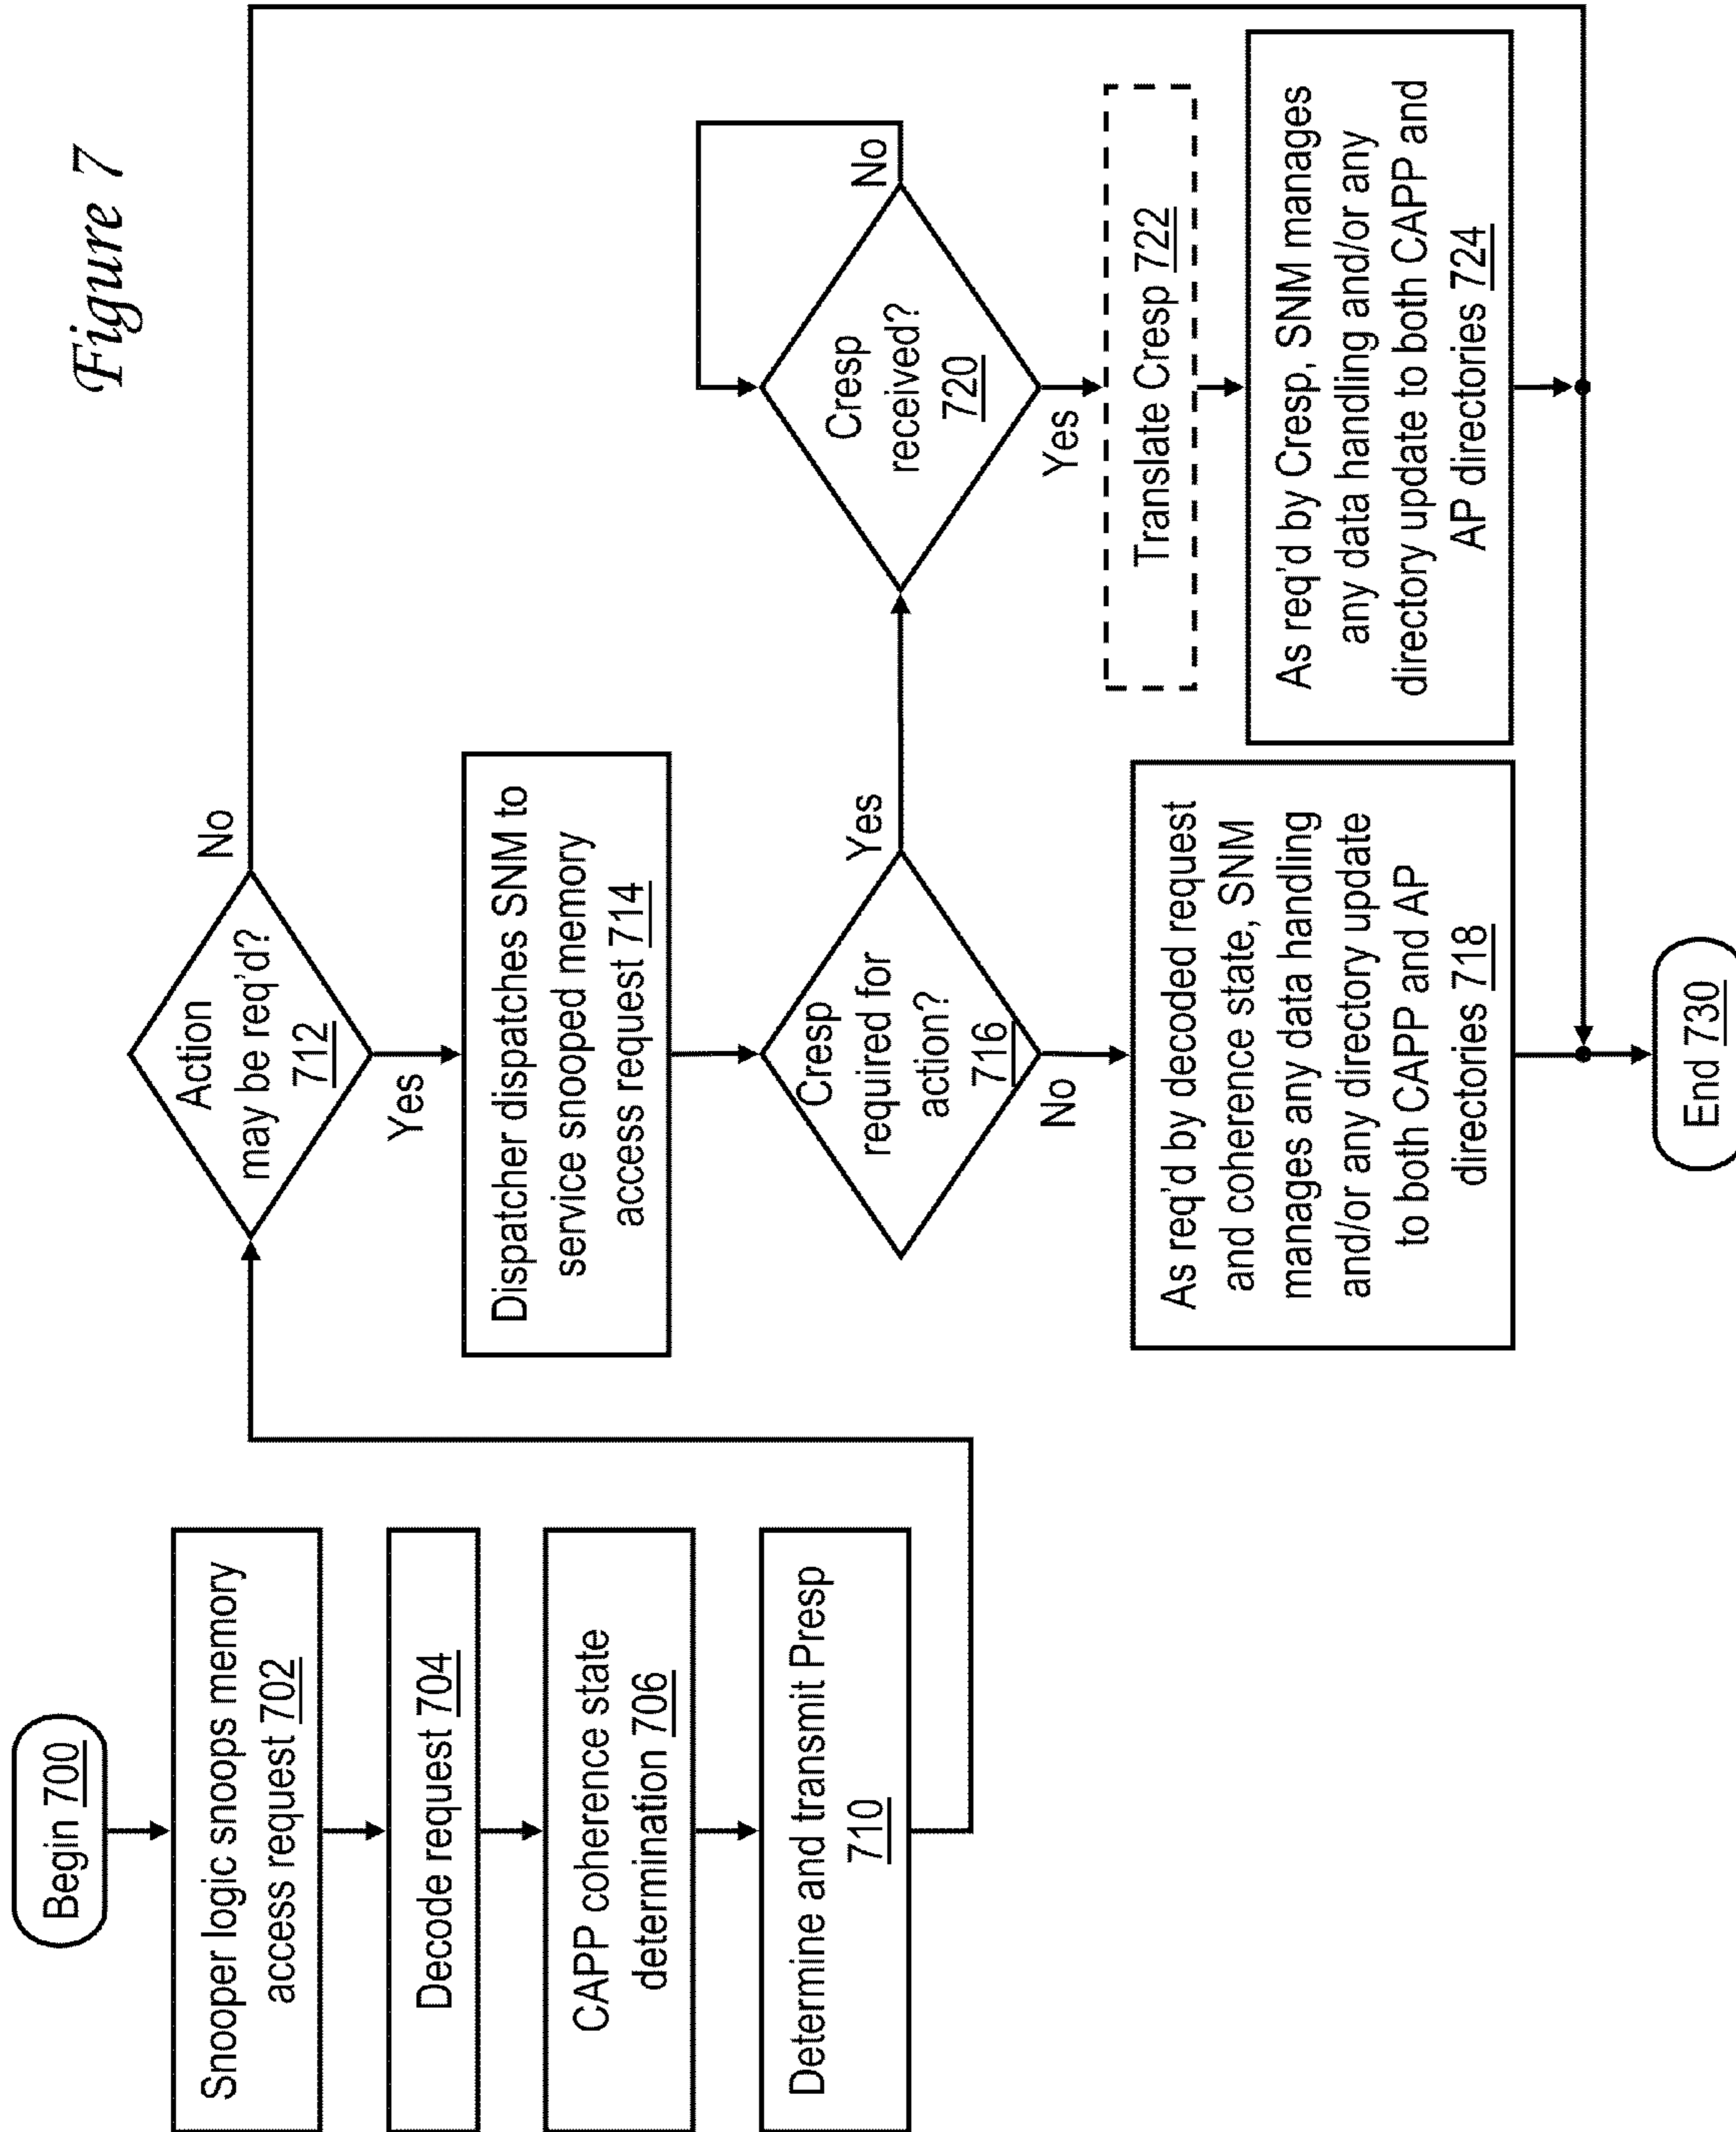 Figure 7
Begin 700
Snooper logic snoops memory
access request 702
Decode request 704
CAPP coherence state
determination 706
Determine and transmit Presp
710
Action
may be req'd?
712
No
Yes
Dispatcher dispatches SNM to
service snooped memory
access request 714
Cresp
required for
action?
716
Yes
No
As req'd by decoded request
and coherence state, SNM
manages any data handling
and/or any directory update
to both CAPP and AP
directories 718
Cresp
received?
720
No
Yes
Translate Cresp 722
As req'd by Cresp, SNM manages
any data handling and/or any
directory update to both CAPP and
AP directories 724
End 730